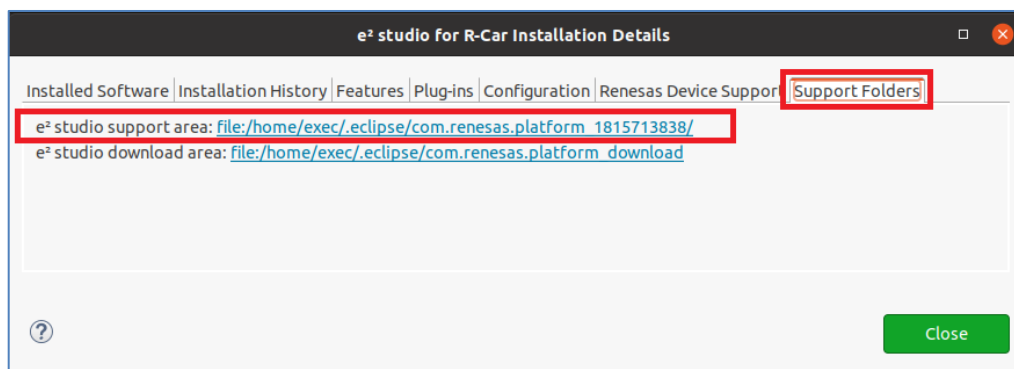 e² studio for R-Car Installation Details
Installed Software Installation History Features Plug-ins Configuration Renesas Device Support Support Folders
e² studio support area: file:/home/exec/.eclipse/com.renesas.platform_1815713838/
e² studio download area: file:/home/exec/.eclipse/com.renesas.platform_download
?
Close